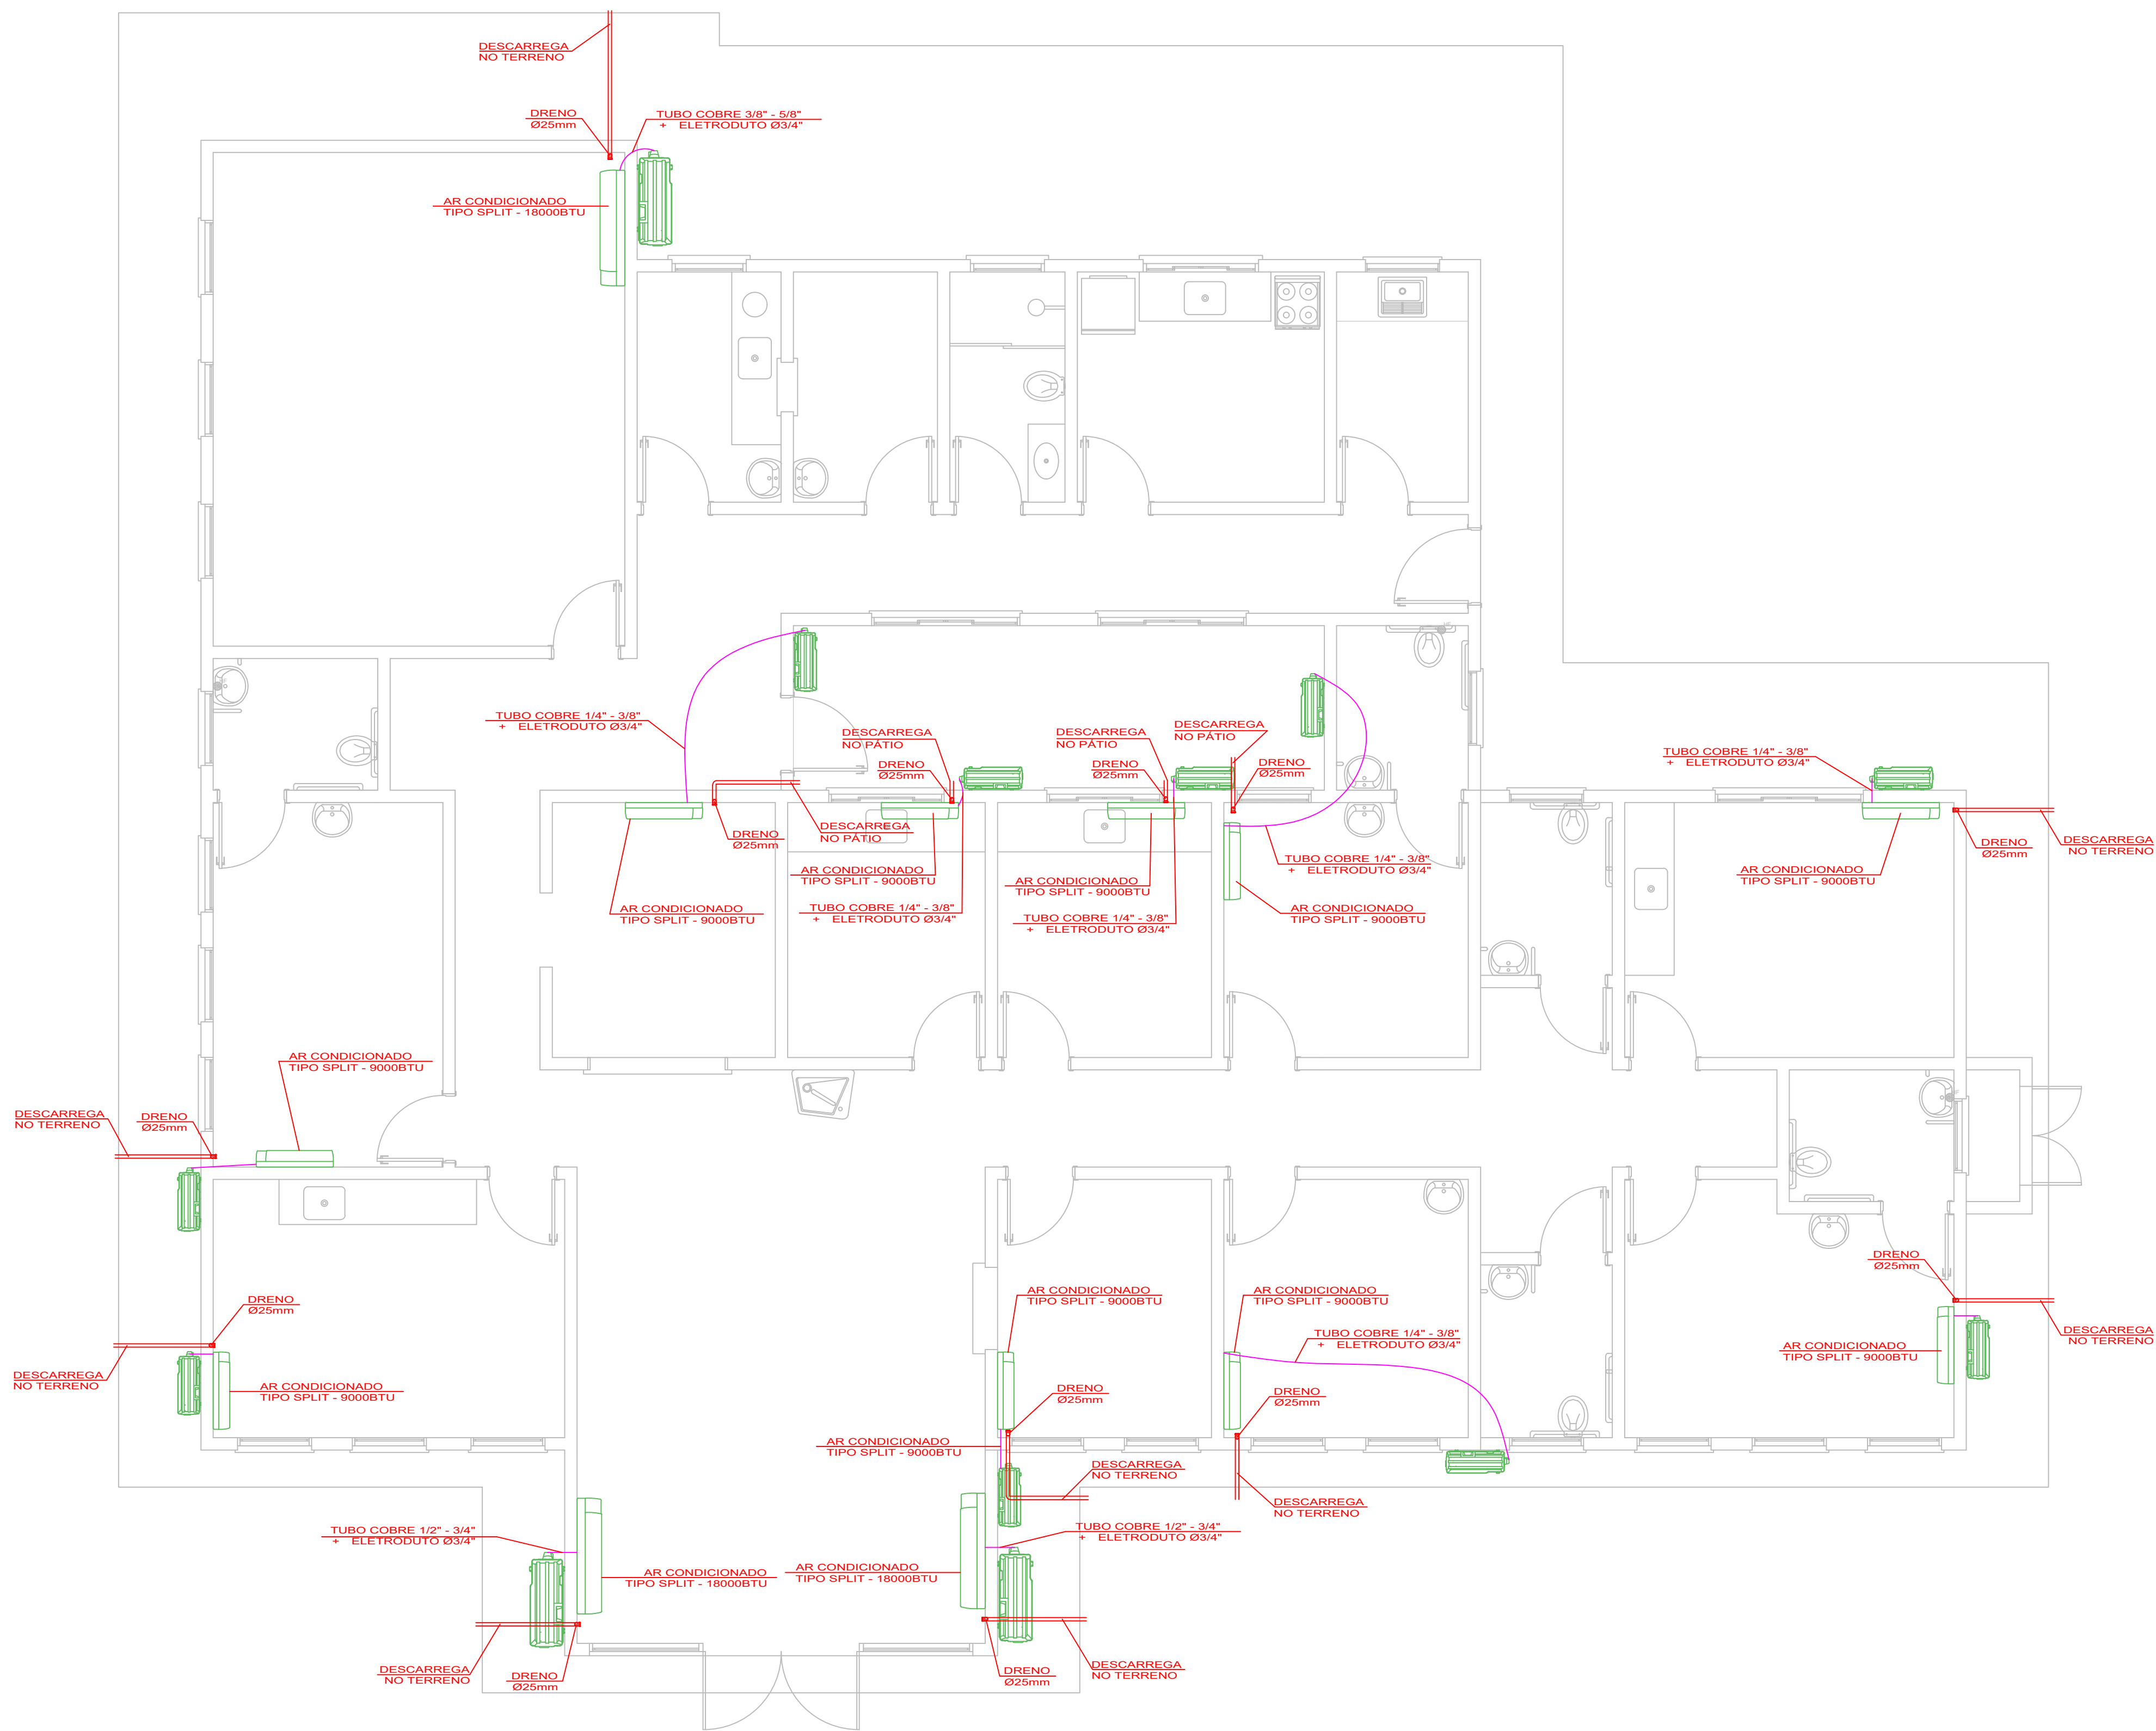 DESCARREGA
NO TERRENO
DRENO
Ø25mm
TUBO COBRE 3/8" - 5/8"
+ ELETRODUTO Ø3/4"
AR CONDICIONADO
TIPO SPLIT - 18000BTU
TUBO COBRE 1/4" - 3/8"
+ ELETRODUTO Ø3/4"
DESCARREGA
NO PÁTIO
DRENO
Ø25mm
DESCARREGA
NO PÁTIO
DRENO
Ø25mm
DESCARREGA
NO PÁTIO
DRENO
Ø25mm
TUBO COBRE 1/4" - 3/8"
+ ELETRODUTO Ø3/4"
DRENO
Ø25mm
DESCARREGA
NO PÁTIO
DRENO
Ø25mm
DESCARREGA
NO TERRENO
AR CONDICIONADO
TIPO SPLIT - 9000BTU
AR CONDICIONADO
TIPO SPLIT - 9000BTU
TUBO COBRE 1/4" - 3/8"
+ ELETRODUTO Ø3/4"
AR CONDICIONADO
TIPO SPLIT - 9000BTU
TUBO COBRE 1/4" - 3/8"
+ ELETRODUTO Ø3/4"
TUBO COBRE 1/4" - 3/8"
+ ELETRODUTO Ø3/4"
AR CONDICIONADO
TIPO SPLIT - 9000BTU
AR CONDICIONADO
TIPO SPLIT - 9000BTU
AR CONDICIONADO
TIPO SPLIT - 9000BTU
DESCARREGA
NO TERRENO
DRENO
Ø25mm
DRENO
Ø25mm
DESCARREGA
NO TERRENO
AR CONDICIONADO
TIPO SPLIT - 9000BTU
AR CONDICIONADO
TIPO SPLIT - 9000BTU
AR CONDICIONADO
TIPO SPLIT - 9000BTU
TUBO COBRE 1/4" - 3/8"
+ ELETRODUTO Ø3/4"
DRENO
Ø25mm
DESCARREGA
NO TERRENO
AR CONDICIONADO
TIPO SPLIT - 9000BTU
DRENO
Ø25mm
DRENO
Ø25mm
AR CONDICIONADO
TIPO SPLIT - 9000BTU
DESCARREGA
NO TERRENO
DESCARREGA
NO TERRENO
TUBO COBRE 1/2" - 3/4"
+ ELETRODUTO Ø3/4"
TUBO COBRE 1/2" - 3/4"
+ ELETRODUTO Ø3/4"
AR CONDICIONADO
TIPO SPLIT - 18000BTU
AR CONDICIONADO
TIPO SPLIT - 18000BTU
DESCARREGA
NO TERRENO
DRENO
Ø25mm
DRENO
Ø25mm
DESCARREGA
NO TERRENO